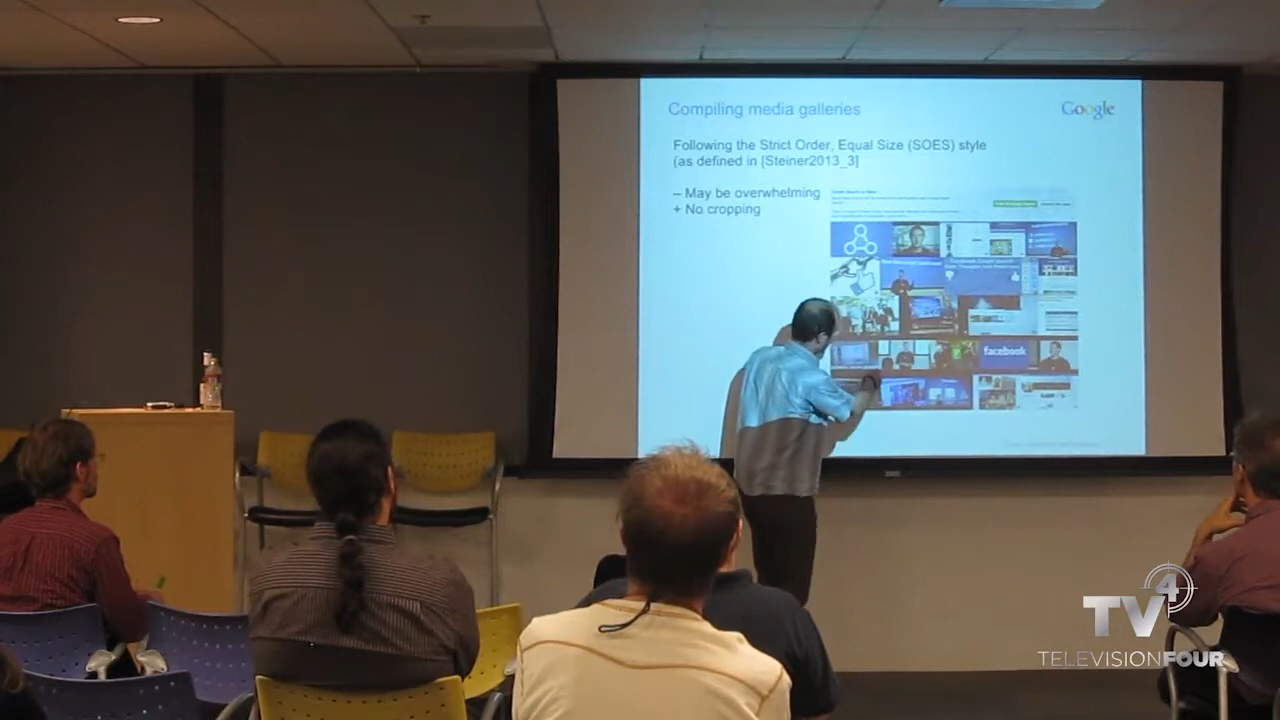 Compiling media galleries
Google
Following the Strict Order, Equal Size (SOES) style
(as defined in [Steiner2013_3]
– May be overwhelming
+ No cropping
facebook
TV4
TELEVISIONFOUR